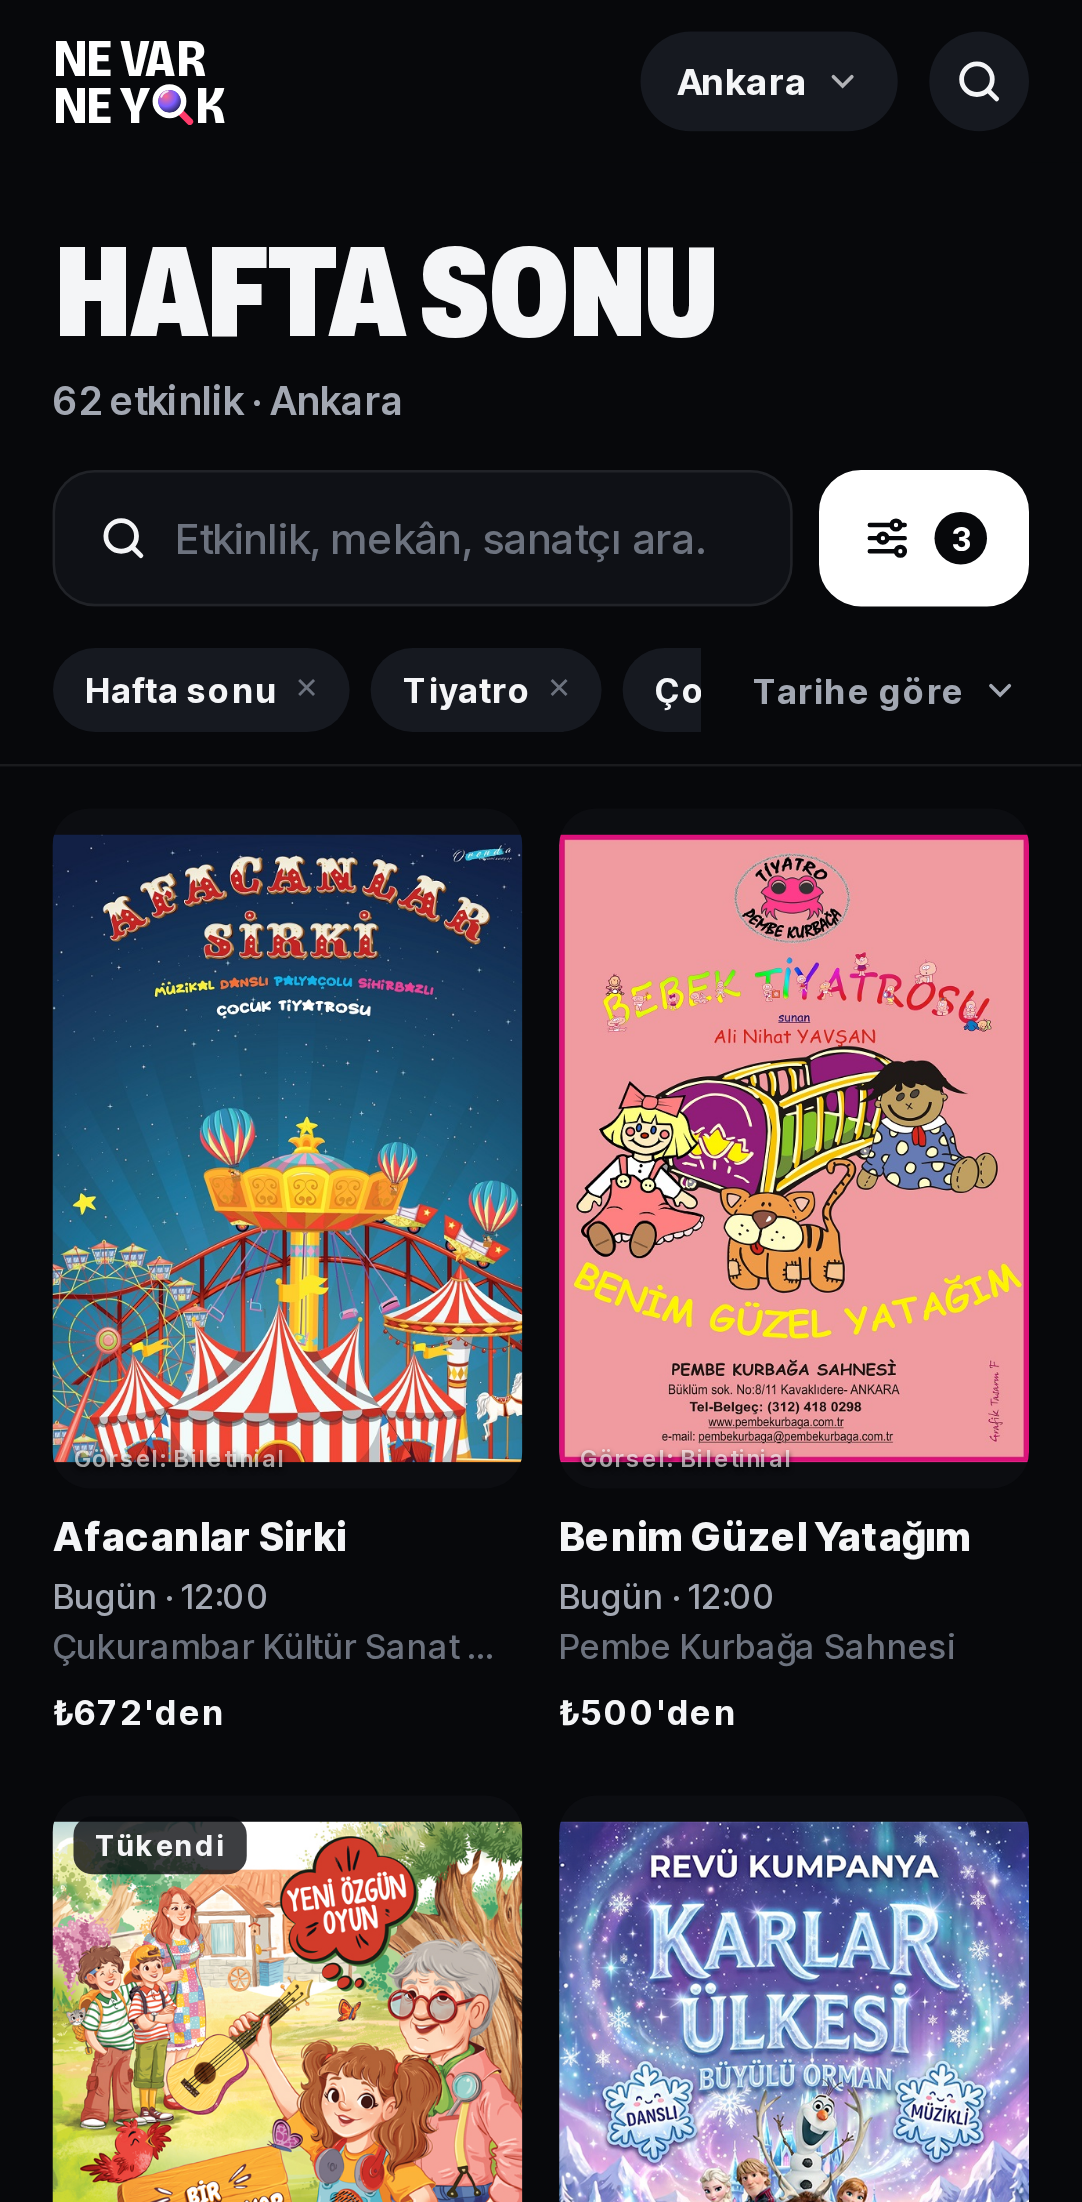 NE VAR
NE YOK
Ankara
HAFTA SONU
62 etkinlik · Ankara
Etkinlik, mekân, sanatçı ara.
3
Hafta sonu ×
Tiyatro ×
Ço
Tarihe göre
AFACANLAR
SİRKİ
MÜZİKAL DANSLI PALYAÇOLU SİHİRBAZLI
ÇOCUK TİYATROSU
Görsel: Biletinial
TİYATRO
PEMBE KURBAĞA
BEBEK TİYATROSU
sunan
Ali Nihat YAVŞAN
BENİM GÜZEL YATAĞIM
PEMBE KURBAĞA SAHNESİ
Büklüm sok. No:8/11 Kavaklıdere- ANKARA
Tel-Belgeç: (312) 418 0298
www.pembekurbaga.com.tr
e-mail: pembekurbaga@pembekurbaga.com.tr
Grafik Tasarım F
Görsel: Biletinial
Afacanlar Sirki
Bugün · 12:00
Çukurambar Kültür Sanat ...
₺672'den
Benim Güzel Yatağım
Bugün · 12:00
Pembe Kurbağa Sahnesi
₺500'den
Tükendi
YENİ ÖZGÜN
OYUN
BİR
REVÜ KUMPANYA
KARLAR
ÜLKESİ
BÜYÜLÜ ORMAN
DANSLI
MÜZİKLİ